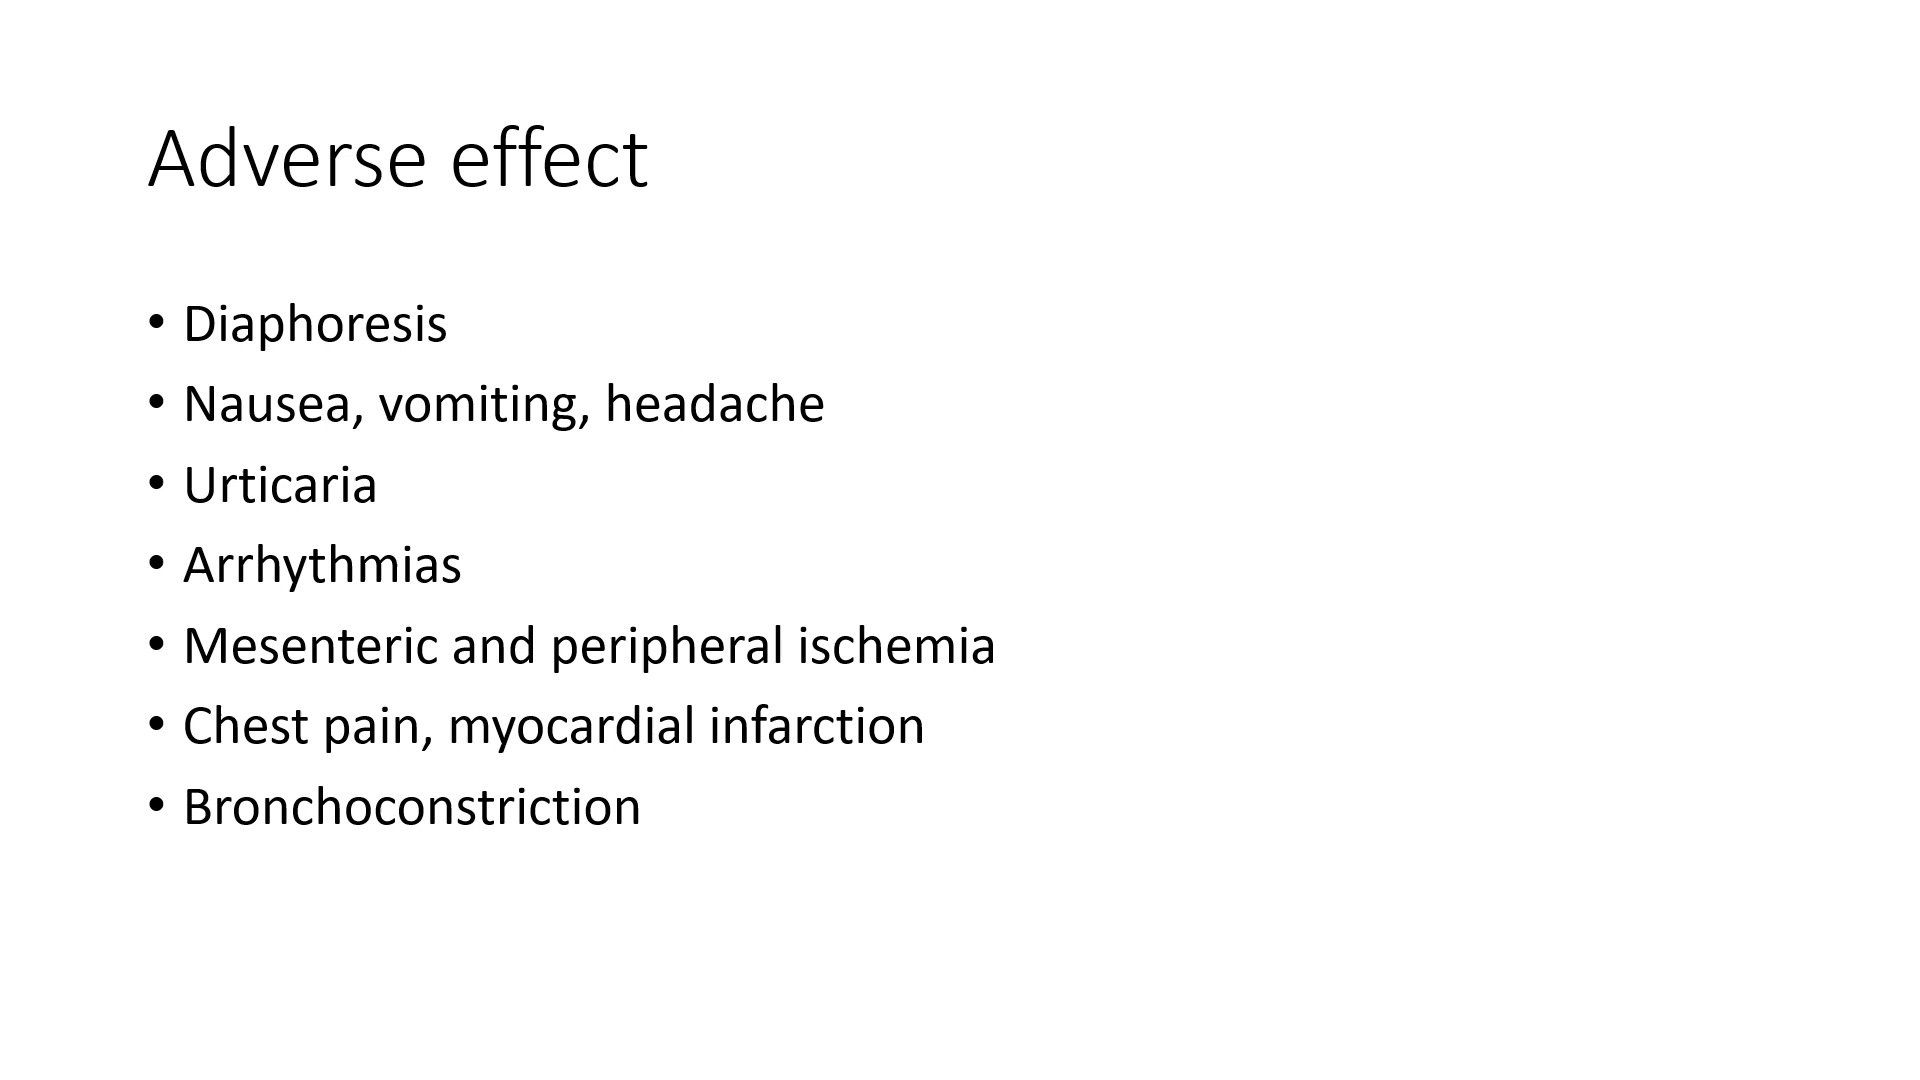 Adverse effect
• Diaphoresis
• Nausea, vomiting, headache
• Urticaria
• Arrhythmias
• Mesenteric and peripheral ischemia
• Chest pain, myocardial infarction
• Bronchoconstriction